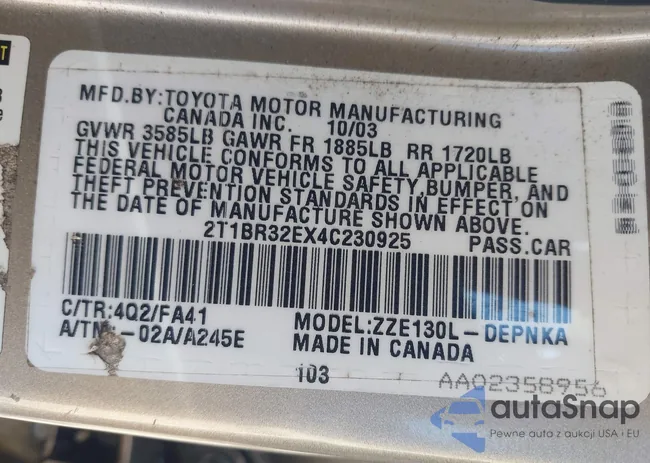 T
3
e
MFD.BY:TOYOTA MOTOR MANUFACTURING
CANADA INC. 10/03
GVWR 3585LB GAWR FR 1885LB RR 1720LB
THIS VEHICLE CONFORMS TO ALL APPLICABLE
FEDERAL MOTOR VEHICLE SAFETY,BUMPER, AND
THEFT PREVENTION STANDARDS IN EFFECT ON
THE DATE OF MANUFACTURE SHOWN ABOVE.
2T1BR32EX4C230925 PASS.CAR
C/TR:4Q2/FA41 MODEL:ZZE130L-DEPNKA
A/TM: -02A/A245E MADE IN CANADA
103 AA02358956
autaSnap
Pewne auta z aukcji USA i EU